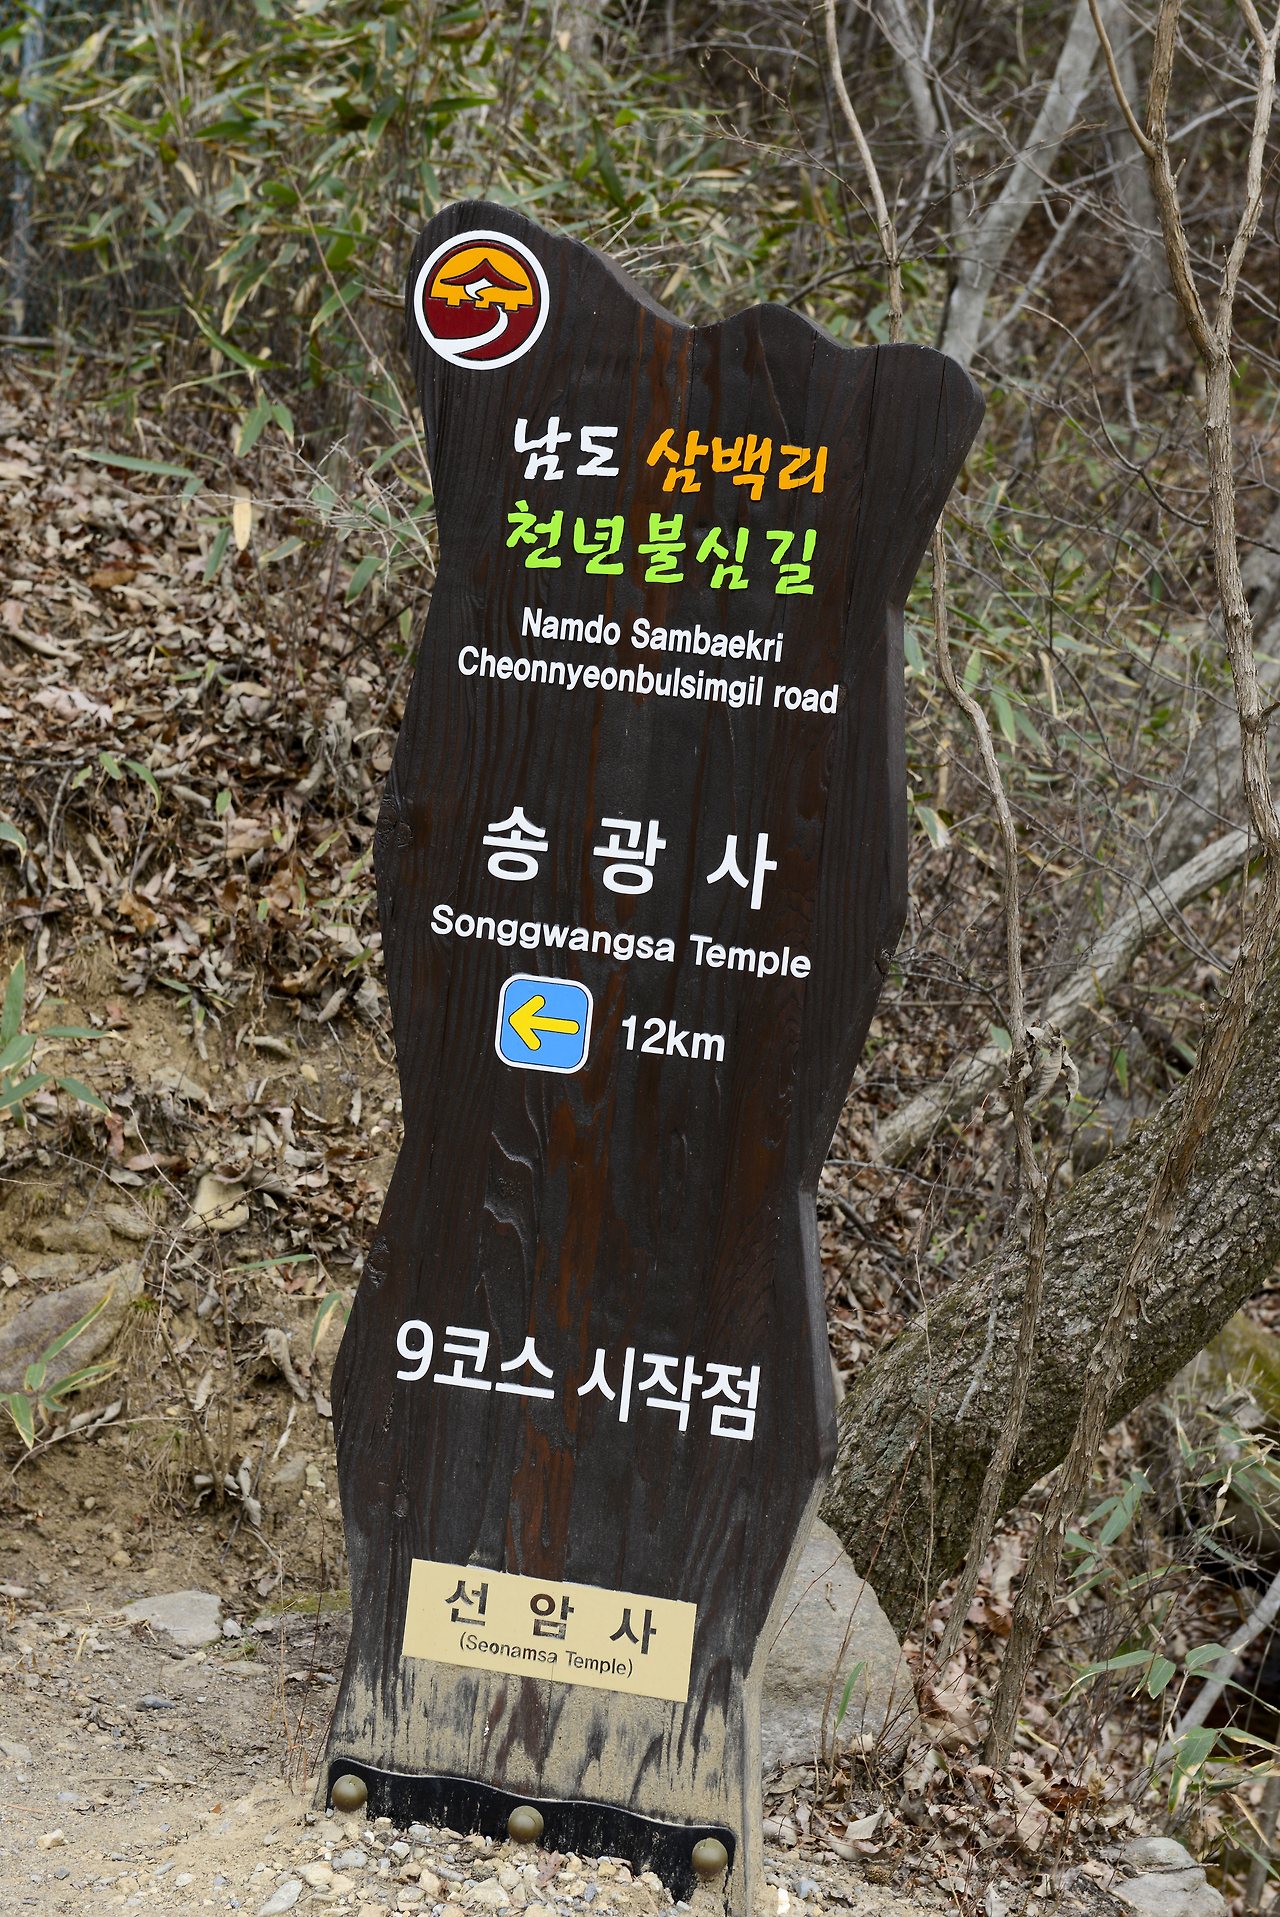 남도 삼백리
천년불심길
Namdo Sambaekri
Cheonnyeonbulsimgil road
송 광 사
Songgwangsa Temple
12km
9코스 시작점
선 암 사
(Seonamsa Temple)